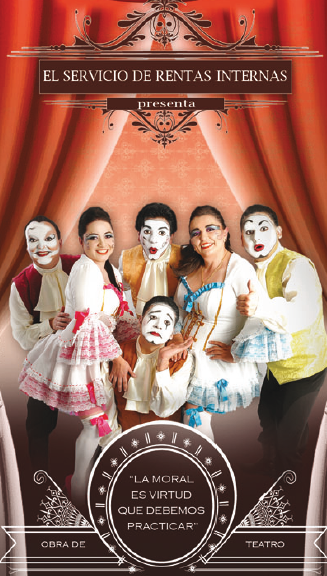 EL SERVICIO DE RENTAS INTERNAS
presenta
"LA MORAL
ES VIRTUD
QUE DEBEMOS
PRACTICAR"
OBRA DE TEATRO